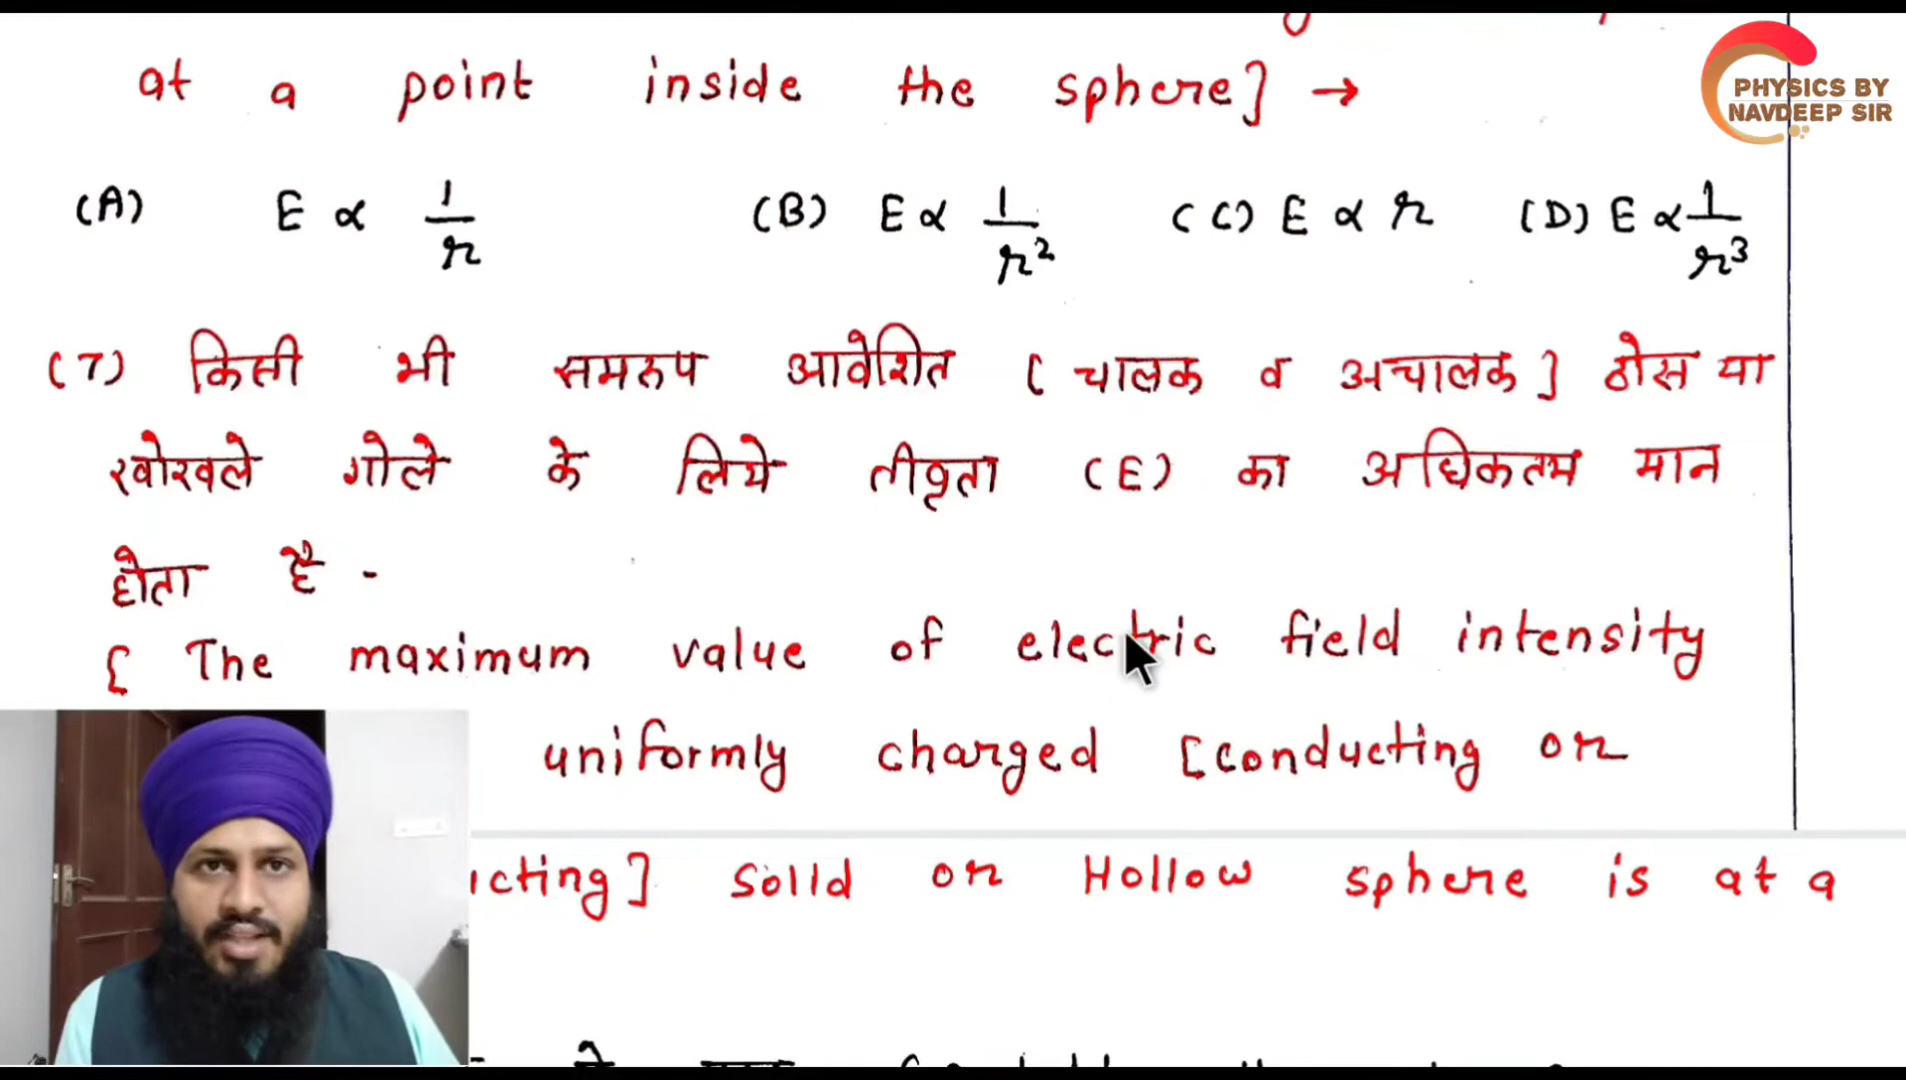 at a point inside the sphere] →
PHYSICS BY
NAVDEEP SIR
(A) E ∝ 1/r (B) E ∝ 1/r² (C) E ∝ r (D) E ∝ 1/r³
(7) किसी भी समरुप आवेशित [चालक व अचालक] ठोस या
खोखले गोले के लिये तीव्रता (E) का अधिकतम मान
होता है -
[ The maximum value of electric field intensity
uniformly charged [conducting or
ucting] Solid or Hollow sphere is at a